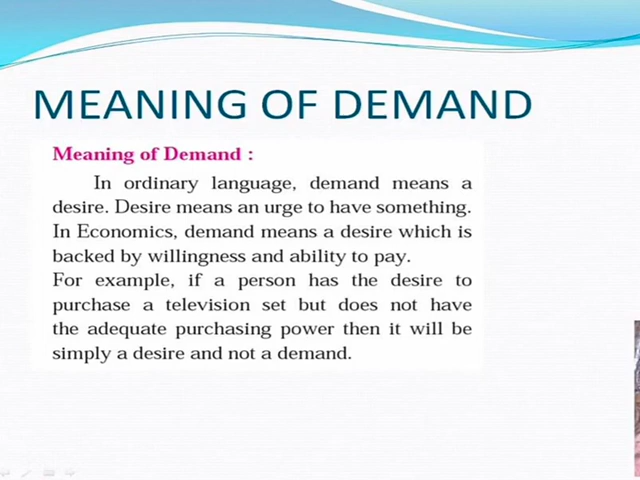 MEANING OF DEMAND
Meaning of Demand :
In ordinary language, demand means a
desire. Desire means an urge to have something.
In Economics, demand means a desire which is
backed by willingness and ability to pay.
For example, if a person has the desire to
purchase a television set but does not have
the adequate purchasing power then it will be
simply a desire and not a demand.